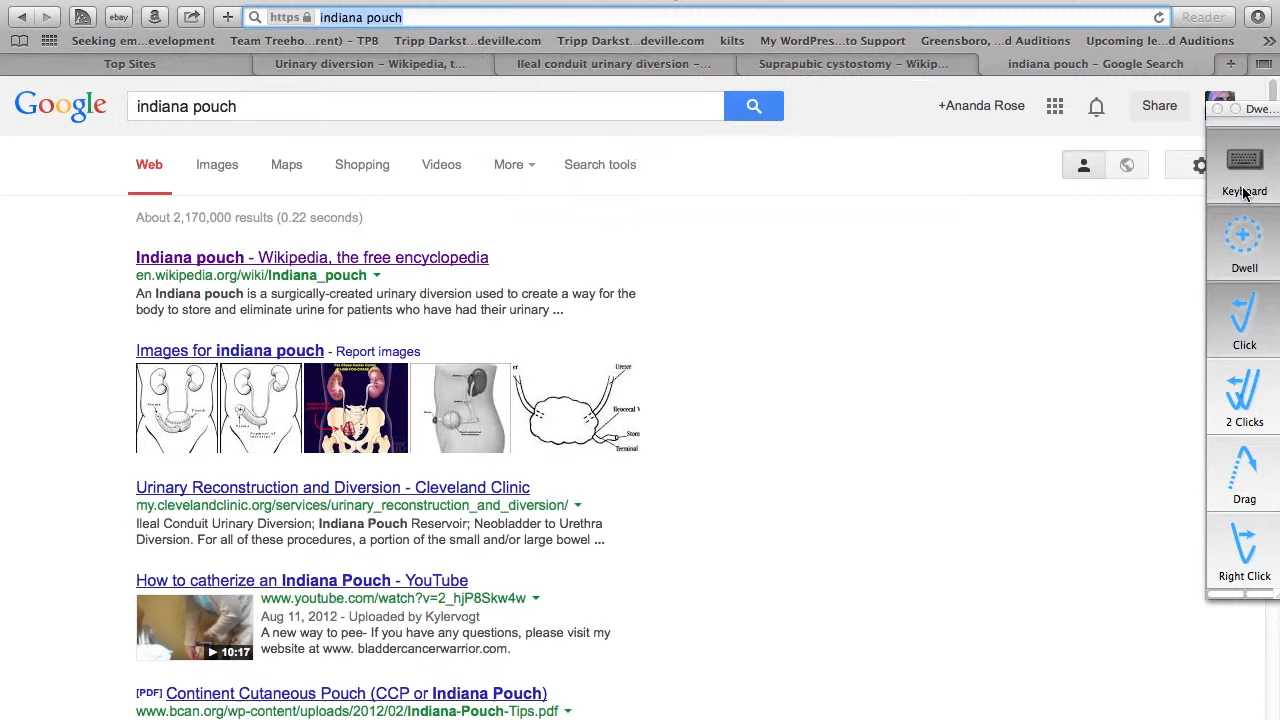 ebay
https indiana pouch
Reader
Seeking em...evelopment Team Treeho...rent) – TPB Tripp Darkst...deville.com Tripp Darkst...deville.com kilts My WordPres...to Support Greensboro, ...d Auditions Upcoming le...d Auditions
Top Sites Urinary diversion – Wikipedia, t... Ileal conduit urinary diversion –... Suprapubic cystostomy – Wikip... indiana pouch – Google Search
Google indiana pouch +Ananda Rose Share
Dwe...
Web Images Maps Shopping Videos More Search tools
Keyboard
About 2,170,000 results (0.22 seconds)
Indiana pouch - Wikipedia, the free encyclopedia
en.wikipedia.org/wiki/Indiana_pouch
An Indiana pouch is a surgically-created urinary diversion used to create a way for the
body to store and eliminate urine for patients who have had their urinary ...
Dwell
Click
Images for indiana pouch - Report images
Ureter
Terminal
2 Clicks
Urinary Reconstruction and Diversion - Cleveland Clinic
my.clevelandclinic.org/services/urinary_reconstruction_and_diversion/
Ileal Conduit Urinary Diversion; Indiana Pouch Reservoir; Neobladder to Urethra
Diversion. For all of these procedures, a portion of the small and/or large bowel ...
Drag
Right Click
How to catherize an Indiana Pouch - YouTube
www.youtube.com/watch?v=2_hjP8Skw4w
Aug 11, 2012 - Uploaded by Kylervogt
A new way to pee- If you have any questions, please visit my
website at www. bladdercancerwarrior.com.
10:17
[PDF] Continent Cutaneous Pouch (CCP or Indiana Pouch)
www.bcan.org/wp-content/uploads/2012/02/Indiana-Pouch-Tips.pdf